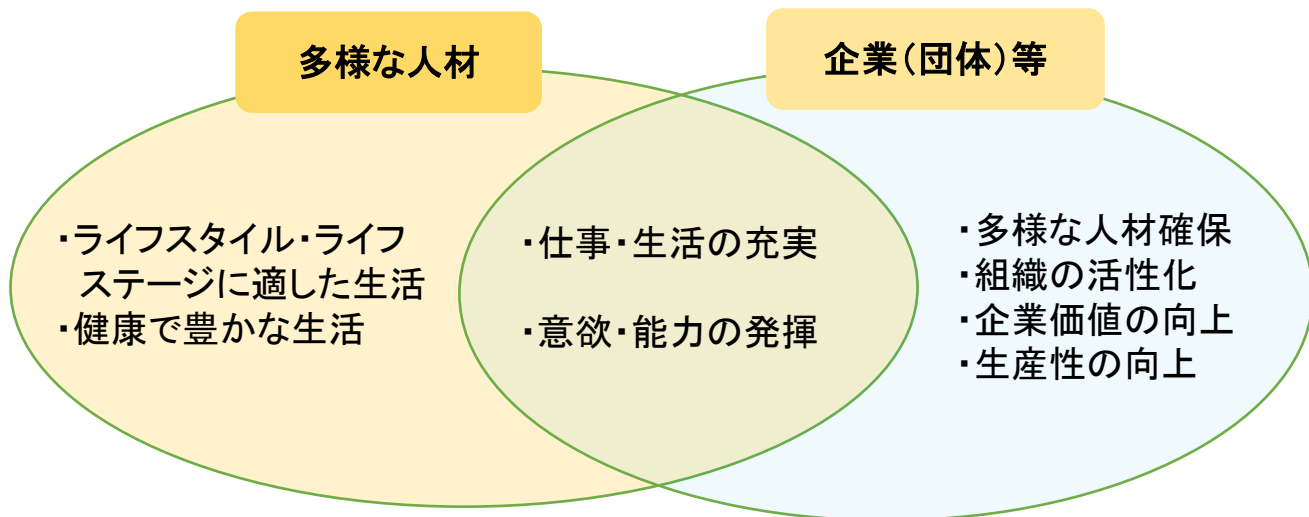 多様な人材
企業(団体)等
・ライフスタイル・ライフ
ステージに適した生活
・健康で豊かな生活
・仕事・生活の充実
・意欲・能力の発揮
・多様な人材確保
・組織の活性化
・企業価値の向上
・生産性の向上